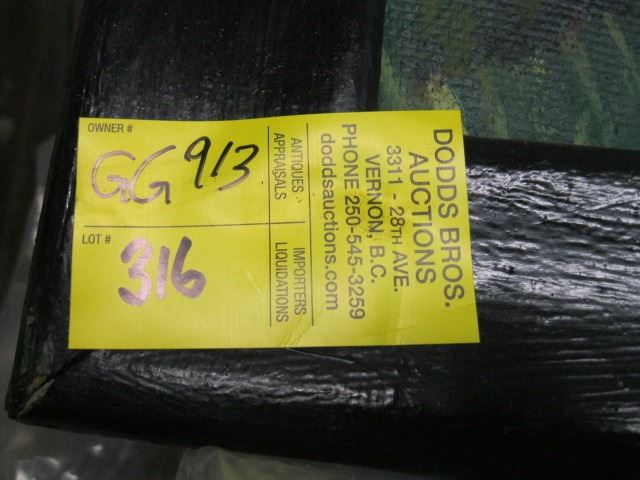 OWNER #
GG 913
LOT #
316
ANTIQUES
APPRAISALS
IMPORTERS
LIQUIDATIONS
DODDS BROS.
AUCTIONS
3311 - 28TH AVE.
VERNON, B.C.
PHONE 250-545-3259
doddsauctions.com